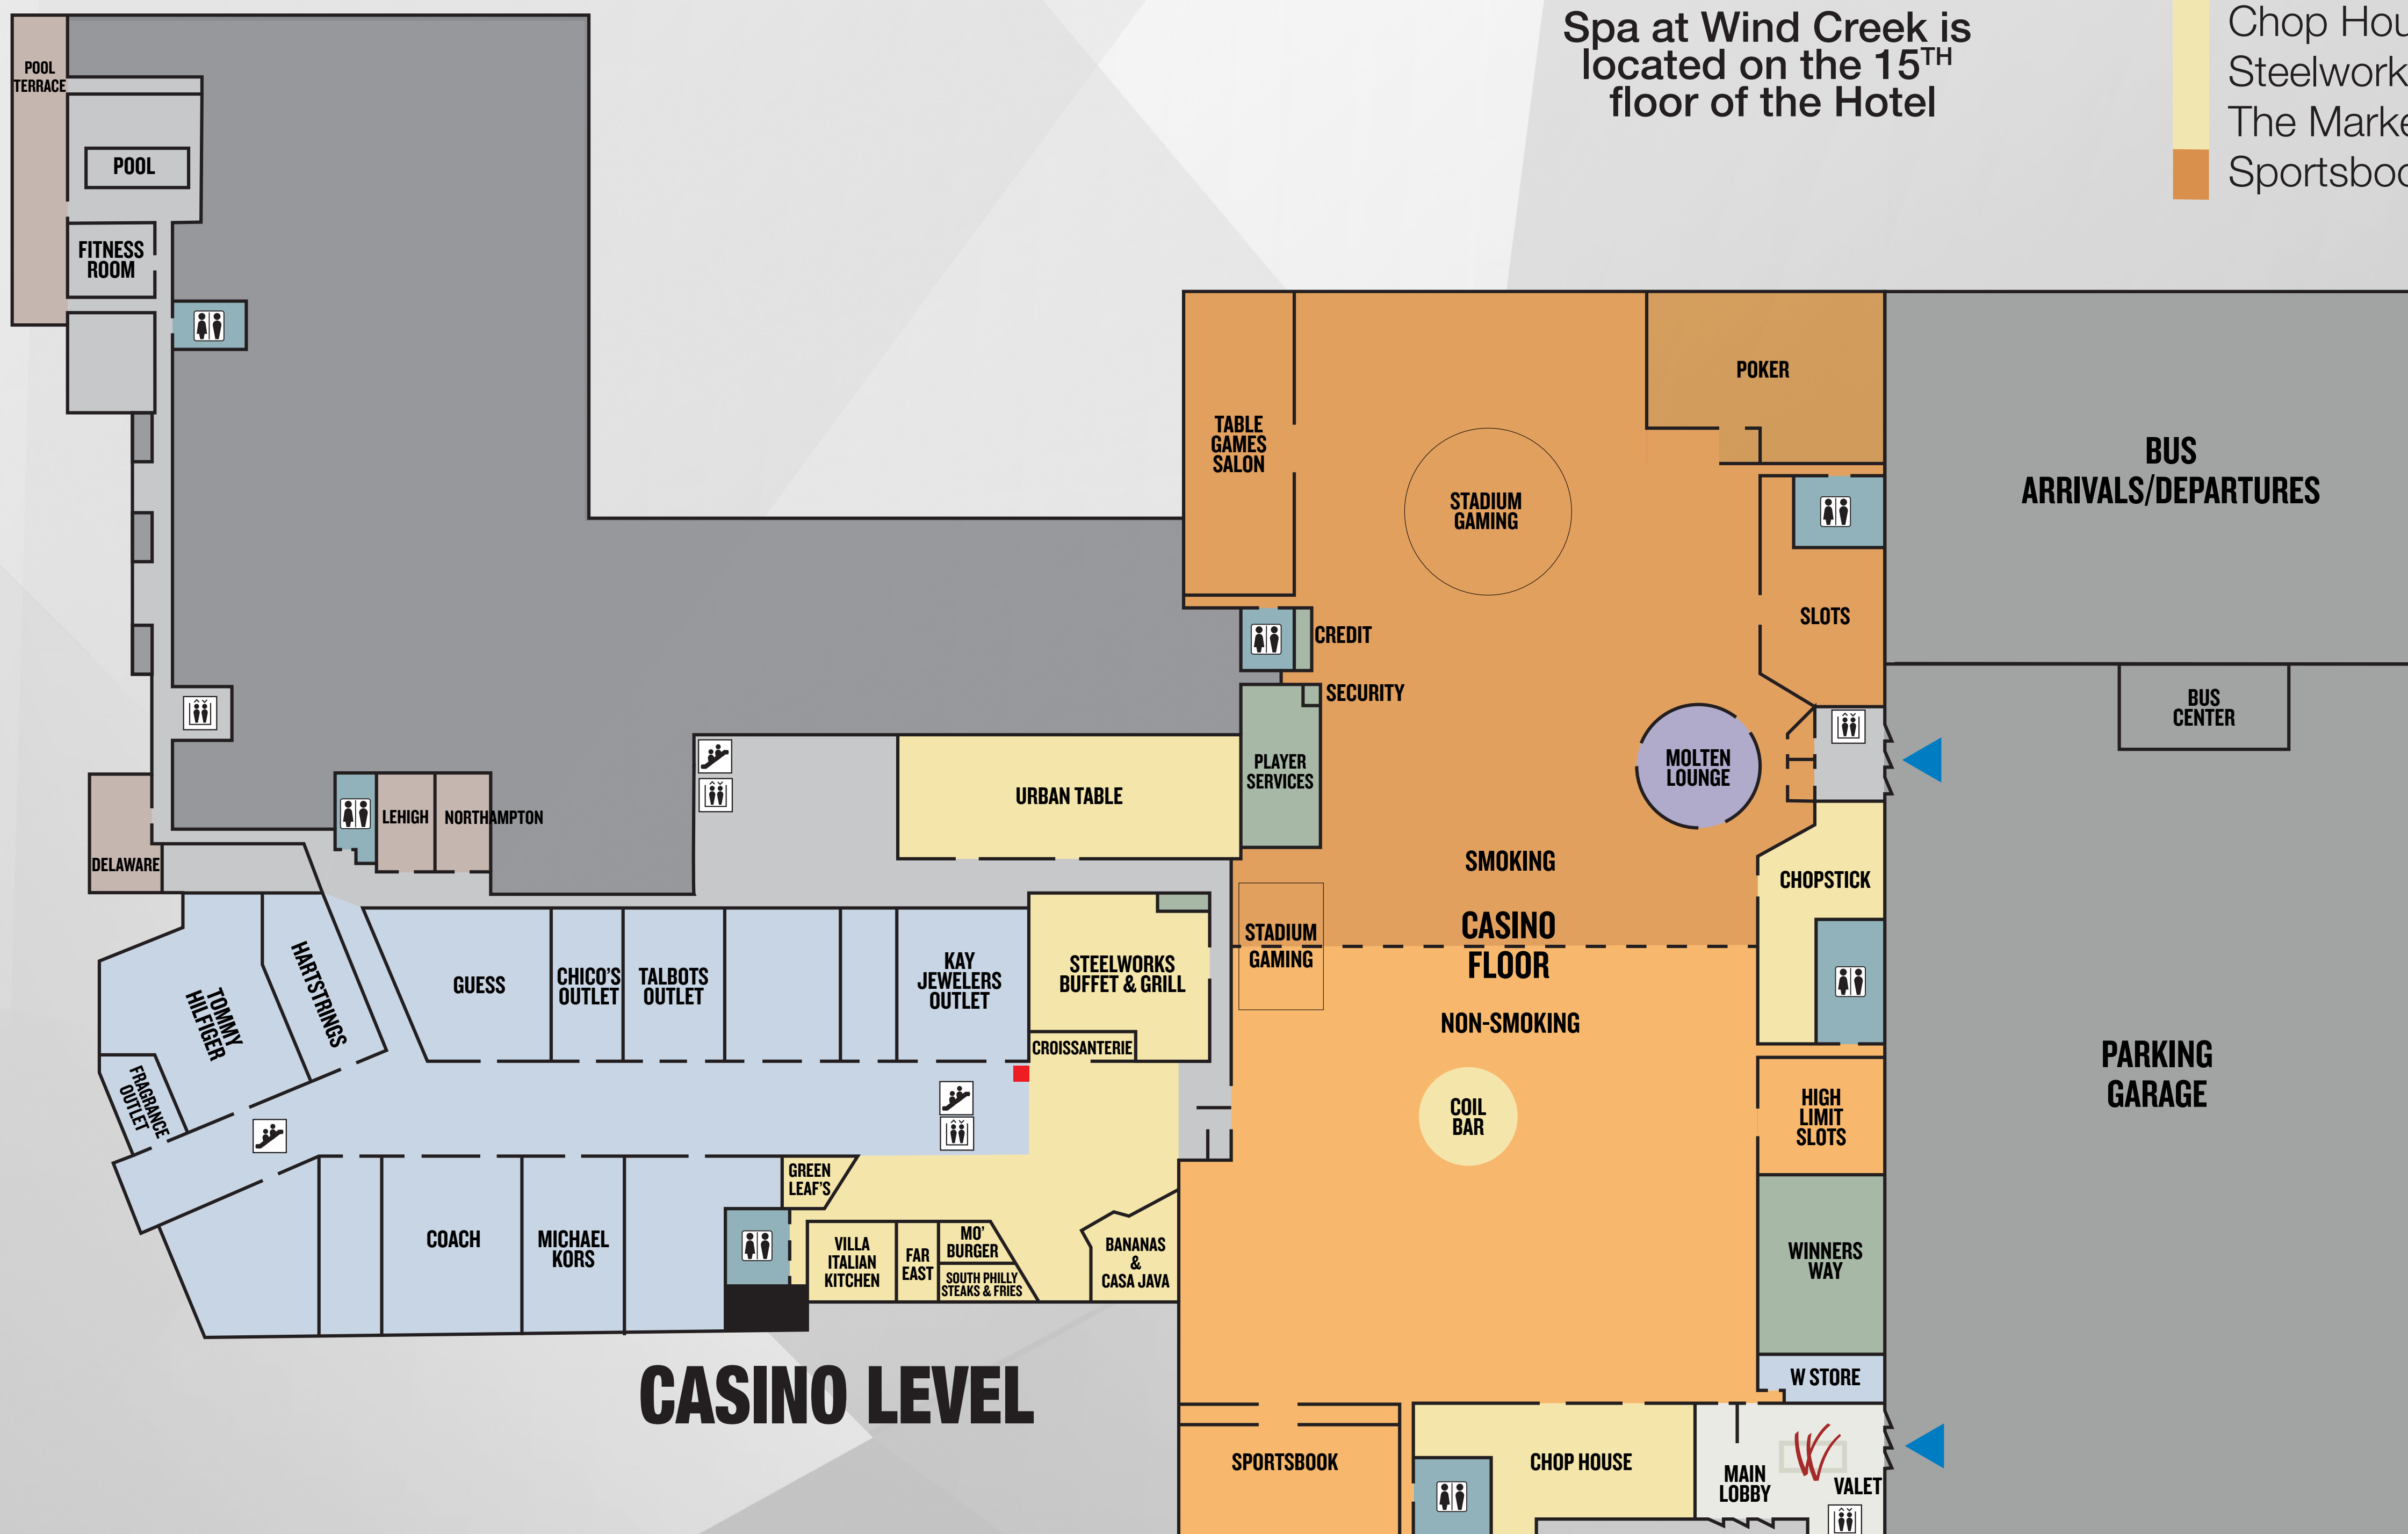 Spa at Wind Creek is
located on the 15TH
floor of the Hotel
Chop Hou
Steelwork
The Marke
Sportsboo
POOL
TERRACE
POOL
FITNESS
ROOM
TABLE
GAMES
SALON
STADIUM
GAMING
POKER
BUS
ARRIVALS/DEPARTURES
SLOTS
CREDIT
SECURITY
BUS
CENTER
PLAYER
SERVICES
MOLTEN
LOUNGE
URBAN TABLE
LEHIGH
NORTHAMPTON
DELAWARE
SMOKING
CASINO
FLOOR
NON-SMOKING
STADIUM
GAMING
CHOPSTICK
TOMMY
HILFIGER
HARTSTRINGS
GUESS
CHICO'S
OUTLET
TALBOTS
OUTLET
KAY
JEWELERS
OUTLET
STEELWORKS
BUFFET & GRILL
CROISSANTERIE
PARKING
GARAGE
FRAGRANCE
OUTLET
COIL
BAR
HIGH
LIMIT
SLOTS
GREEN
LEAF'S
COACH
MICHAEL
KORS
VILLA
ITALIAN
KITCHEN
FAR
EAST
MO'
BURGER
SOUTH PHILLY
STEAKS & FRIES
BANANAS
&
CASA JAVA
WINNERS
WAY
W STORE
CASINO LEVEL
SPORTSBOOK
CHOP HOUSE
MAIN
LOBBY
VALET